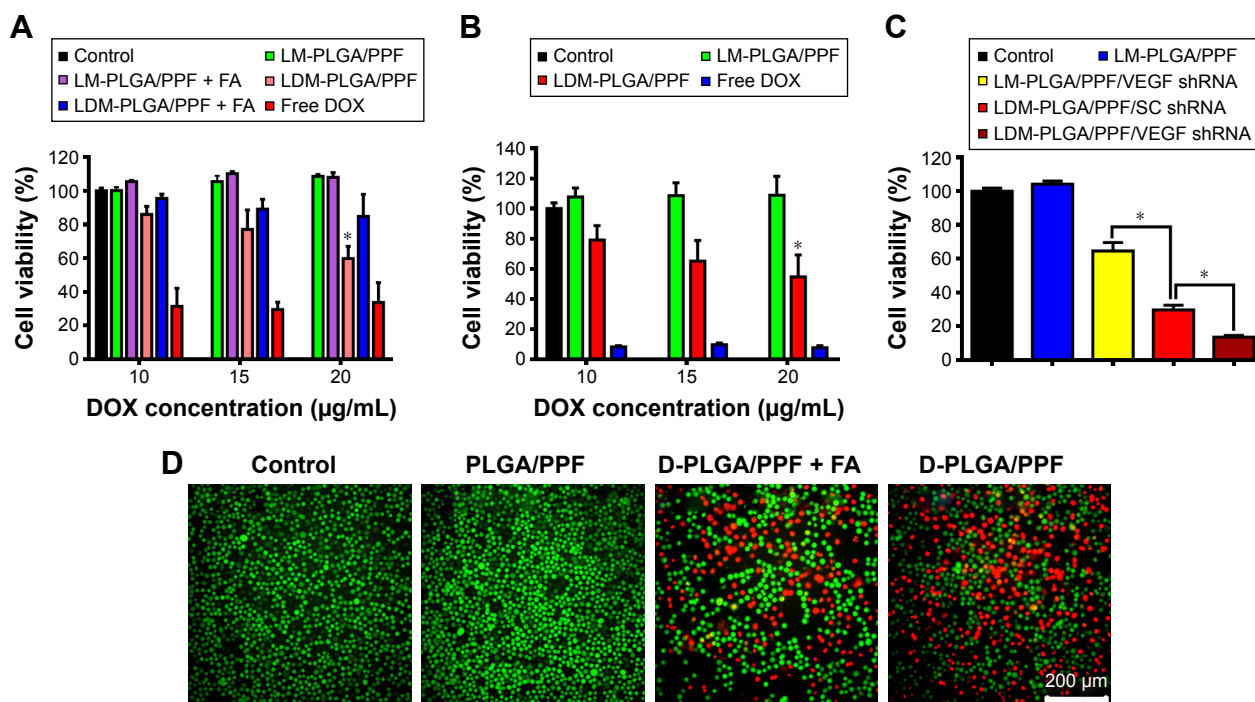 A
Control
LM-PLGA/PPF
LM-PLGA/PPF + FA
LDM-PLGA/PPF
LDM-PLGA/PPF + FA
Free DOX
Cell viability (%)
120
100
80
60
40
20
0
*
10
15
20
DOX concentration (µg/mL)
B
Control
LM-PLGA/PPF
LDM-PLGA/PPF
Free DOX
Cell viability (%)
140
120
100
80
60
40
20
0
*
10
15
20
DOX concentration (µg/mL)
C
Control
LM-PLGA/PPF
LM-PLGA/PPF/VEGF shRNA
LDM-PLGA/PPF/SC shRNA
LDM-PLGA/PPF/VEGF shRNA
Cell viability (%)
120
100
80
60
40
20
0
*
*
D
Control
PLGA/PPF
D-PLGA/PPF + FA
D-PLGA/PPF
200 µm